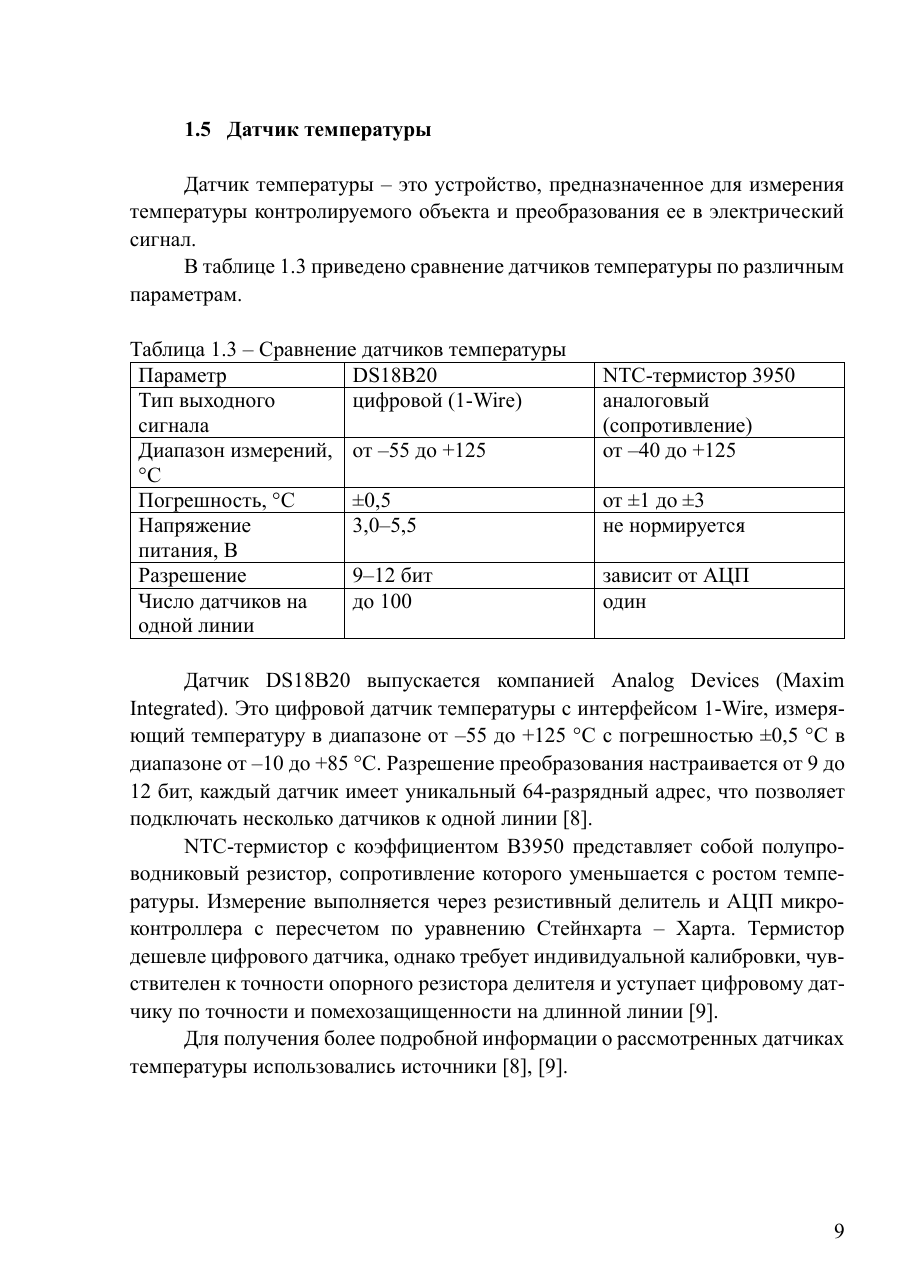 1.5 Датчик температуры
Датчик температуры – это устройство, предназначенное для измерения
температуры контролируемого объекта и преобразования ее в электрический
сигнал.
В таблице 1.3 приведено сравнение датчиков температуры по различным
параметрам.
Таблица 1.3 – Сравнение датчиков температуры
Параметр DS18B20 NTC-термистор 3950
Тип выходного цифровой (1-Wire) аналоговый
сигнала (сопротивление)
Диапазон измерений, от –55 до +125 от –40 до +125
°C
Погрешность, °C ±0,5 от ±1 до ±3
Напряжение 3,0–5,5 не нормируется
питания, В
Разрешение 9–12 бит зависит от АЦП
Число датчиков на до 100 один
одной линии
Датчик DS18B20 выпускается компанией Analog Devices (Maxim
Integrated). Это цифровой датчик температуры с интерфейсом 1-Wire, измеря-
ющий температуру в диапазоне от –55 до +125 °C с погрешностью ±0,5 °C в
диапазоне от –10 до +85 °C. Разрешение преобразования настраивается от 9 до
12 бит, каждый датчик имеет уникальный 64-разрядный адрес, что позволяет
подключать несколько датчиков к одной линии [8].
NTC-термистор с коэффициентом B3950 представляет собой полупро-
водниковый резистор, сопротивление которого уменьшается с ростом темпе-
ратуры. Измерение выполняется через резистивный делитель и АЦП микро-
контроллера с пересчетом по уравнению Стейнхарта – Харта. Термистор
дешевле цифрового датчика, однако требует индивидуальной калибровки, чув-
ствителен к точности опорного резистора делителя и уступает цифровому дат-
чику по точности и помехозащищенности на длинной линии [9].
Для получения более подробной информации о рассмотренных датчиках
температуры использовались источники [8], [9].
9